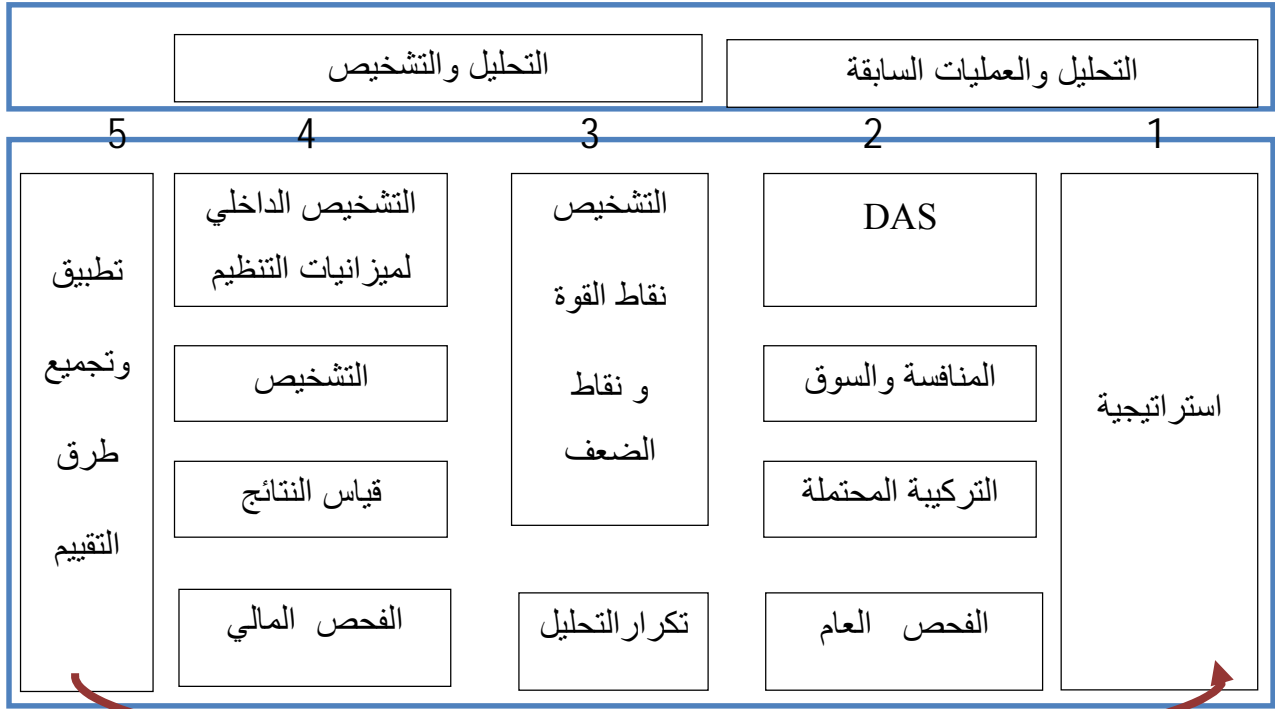 التحليل والعمليات السابقة
التحليل والتشخيص
1
2
3
4
5
استراتيجية
DAS
المنافسة والسوق
التركيبة المحتملة
الفحص العام
التشخيص
نقاط القوة
و نقاط
الضعف
تكرارالتحليل
التشخيص الداخلي
لميزانيات التنظيم
التشخيص
قياس النتائج
الفحص المالي
تطبيق
وتجميع
طرق
التقييم